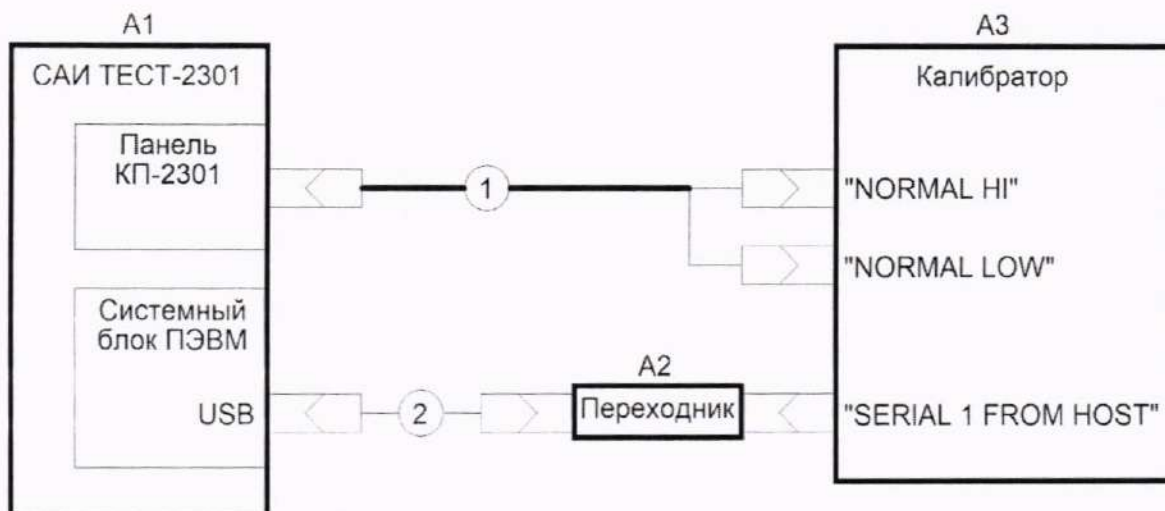 A1
САИ ТЕСТ-2301
Панель
КП-2301
Системный
блок ПЭВМ
USB
1
2
A2
Переходник
A3
Калибратор
"NORMAL HI"
"NORMAL LOW"
"SERIAL 1 FROM HOST"